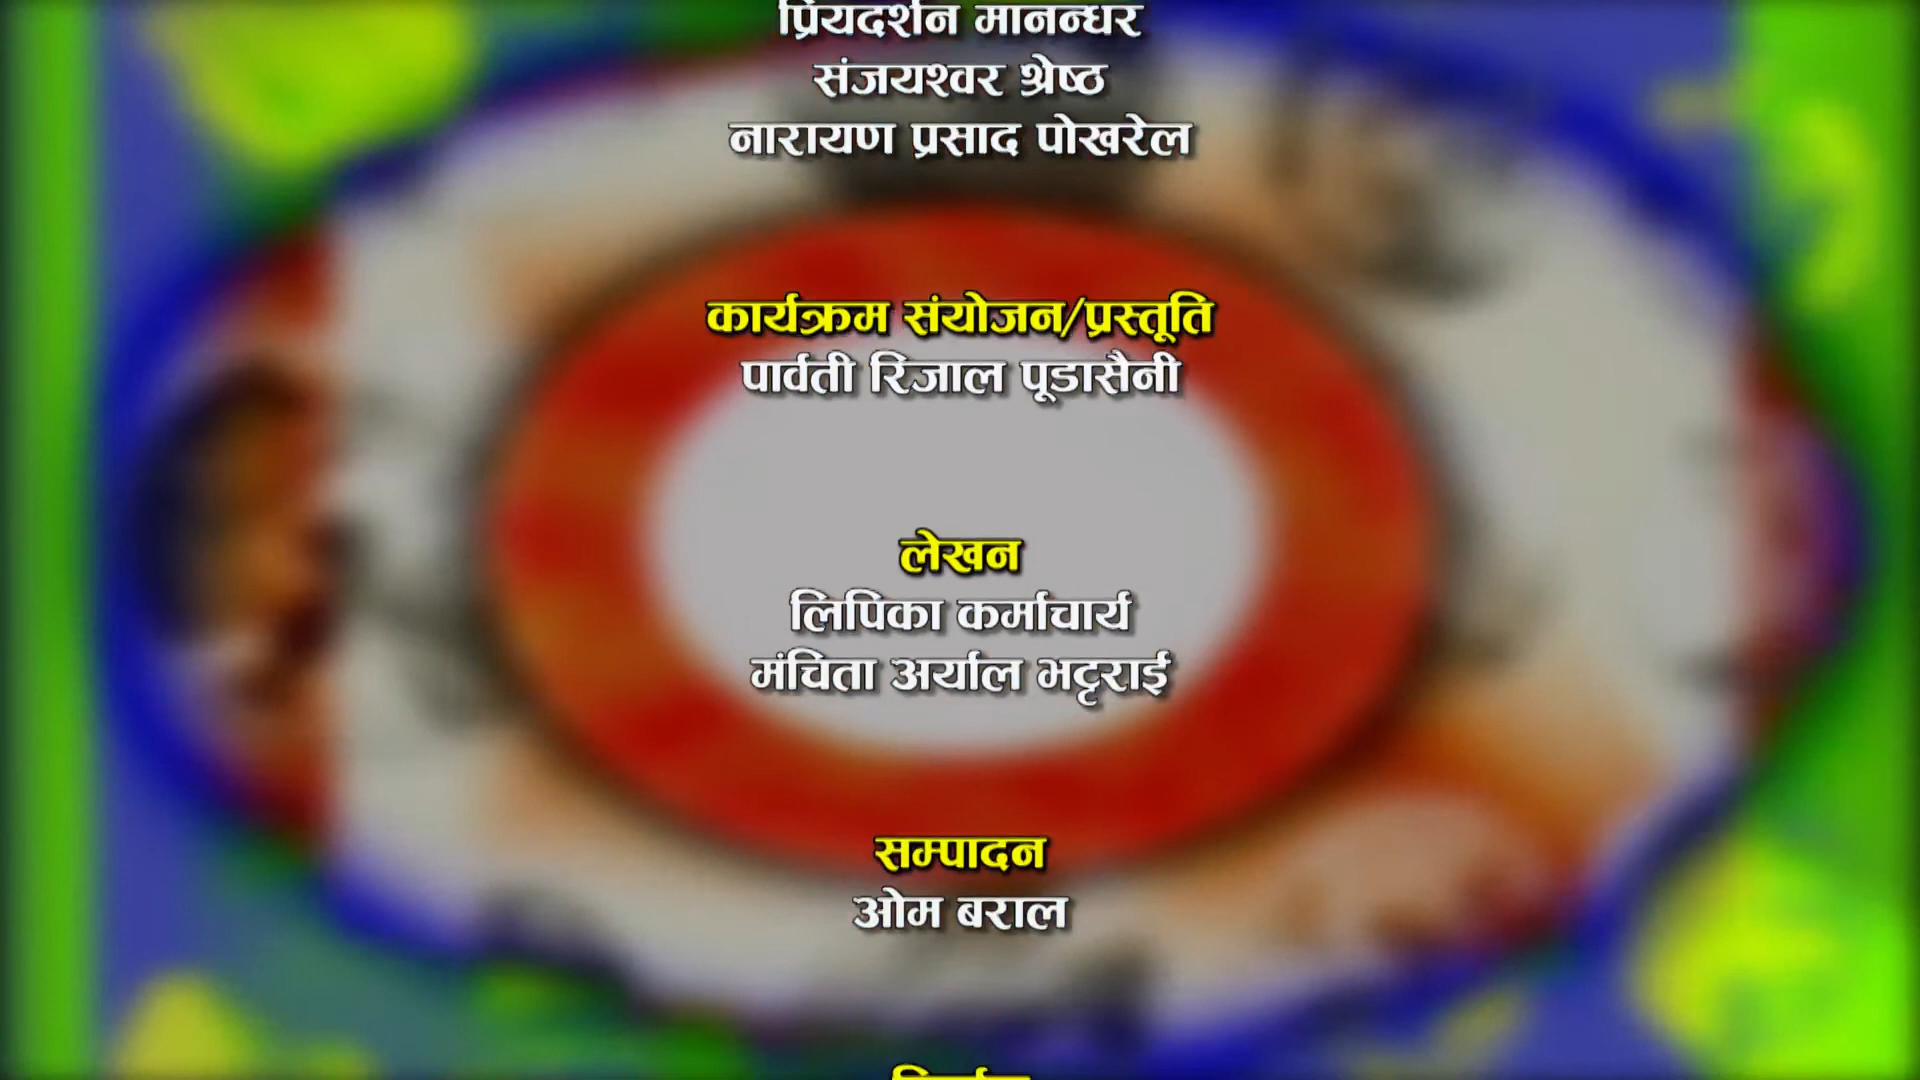 प्रियदर्शन मानन्धर
संजयश्वर श्रेष्ठ
नारायण प्रसाद पोखरेल
कार्यक्रम संयोजन/प्रस्तूति
पार्वती रिजाल पूडासैनी
लेखन
लिपिका कर्माचार्य
मंचिता अर्याल भट्टराई
सम्पादन
ओम बराल